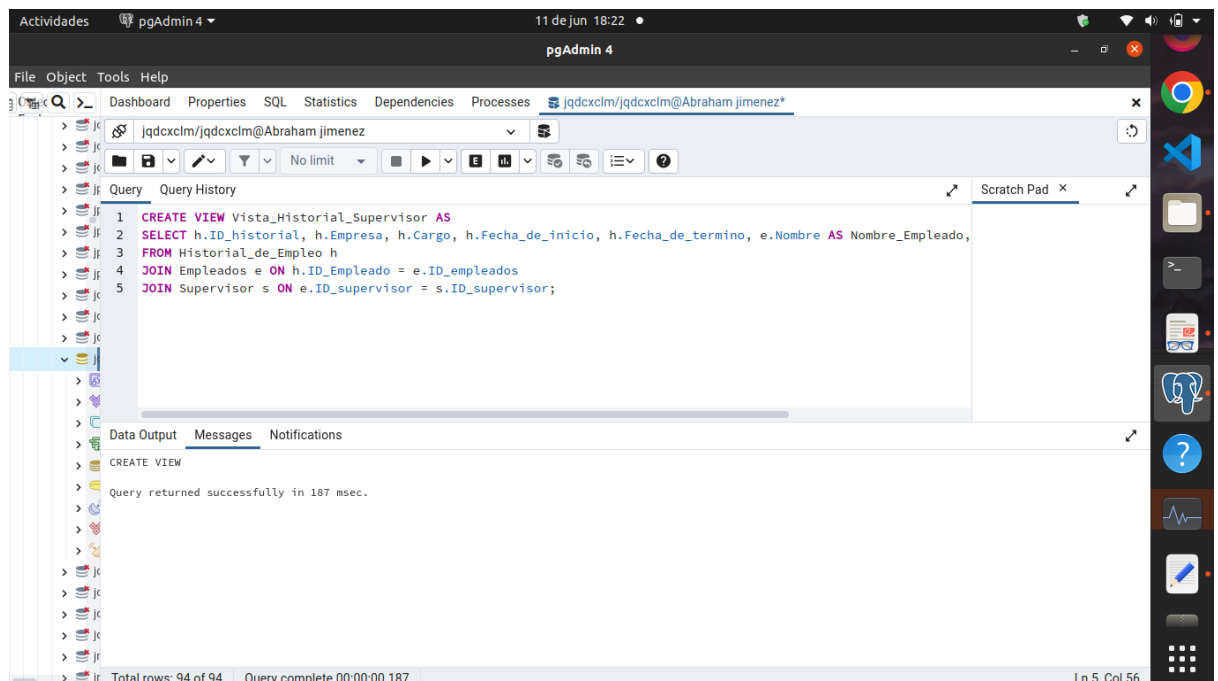 Actividades pgAdmin 4 11 de jun 18:22
pgAdmin 4
File Object Tools Help
Dashboard Properties SQL Statistics Dependencies Processes jqdcxclm/jqdcxclm@Abraham jimenez*
jqdcxclm/jqdcxclm@Abraham jimenez
No limit
Query Query History Scratch Pad
1 CREATE VIEW Vista_Historial_Supervisor AS
2 SELECT h.ID_historial, h.Empresa, h.Cargo, h.Fecha_de_inicio, h.Fecha_de_termino, e.Nombre AS Nombre_Empleado,
3 FROM Historial_de_Empleo h
4 JOIN Empleados e ON h.ID_Empleado = e.ID_empleados
5 JOIN Supervisor s ON e.ID_supervisor = s.ID_supervisor;
Data Output Messages Notifications
CREATE VIEW
Query returned successfully in 187 msec.
Total rows: 94 of 94 Query complete 00:00:00.187 Ln 5, Col 56